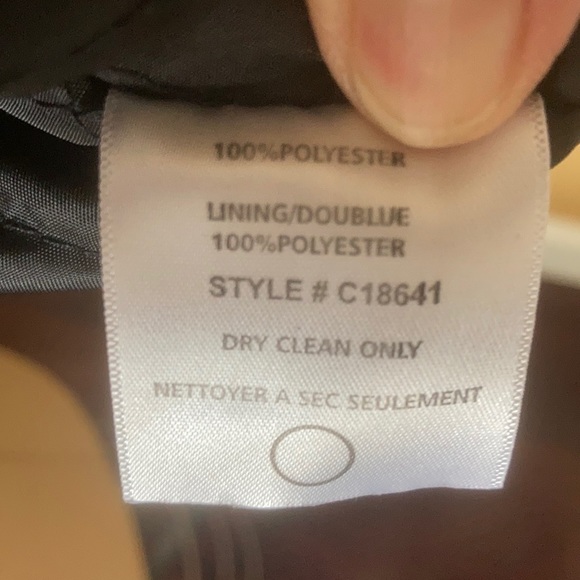 100%POLYESTER
LINING/DOUBLUE
100%POLYESTER
STYLE # C18641
DRY CLEAN ONLY
NETTOYER A SEC SEULEMENT